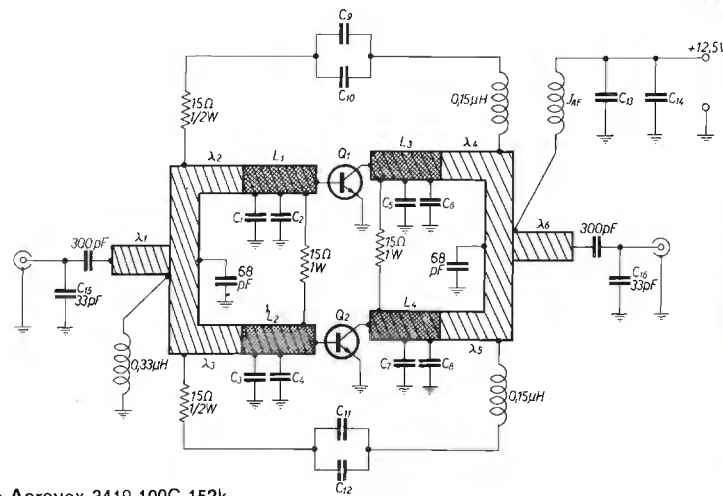 C9
C10
+12,5V
15Ω
1/2W
0,15µH
JAF
C13
C14
λ2
L1
Q1
L3
λ4
C1
C2
C5
C6
λ1
λ6
300pF
15Ω
1W
15Ω
1W
300pF
68
pF
68
pF
C15
33pF
C16
33pF
L2
L4
Q2
λ3
λ5
0,33µH
C3
C4
C7
C8
15Ω
1/2W
0,15µH
C11
C12